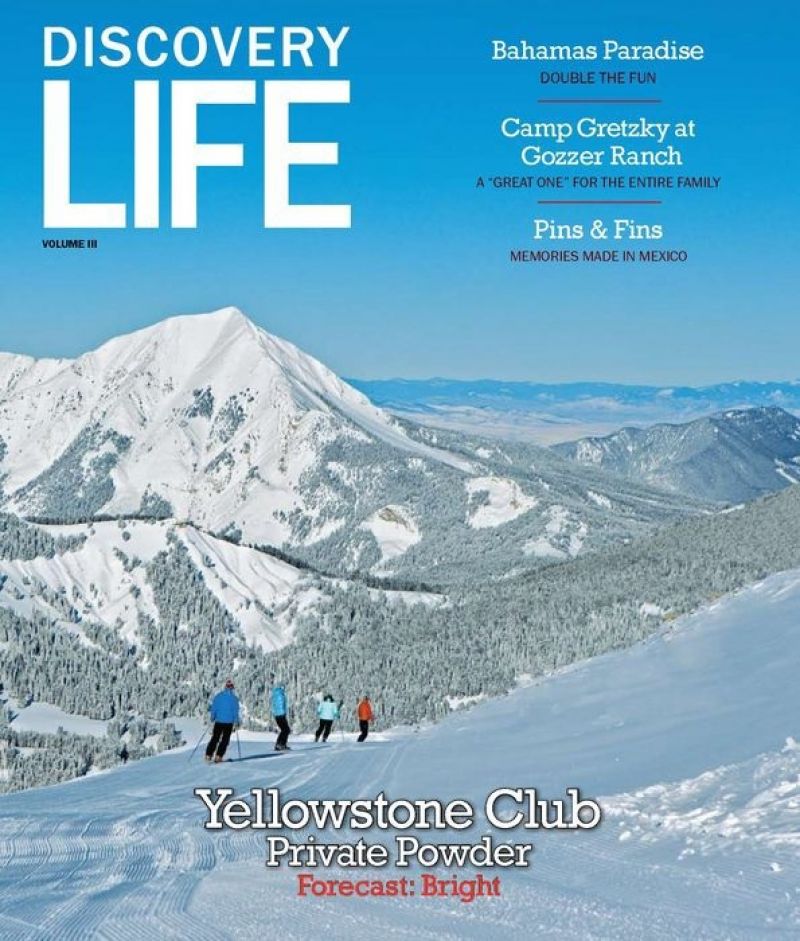 DISCOVERY
LIFE
VOLUME III
Bahamas Paradise
DOUBLE THE FUN
Camp Gretzky at
Gozzer Ranch
A “GREAT ONE” FOR THE ENTIRE FAMILY
Pins & Fins
MEMORIES MADE IN MEXICO
Yellowstone Club
Private Powder
Forecast: Bright